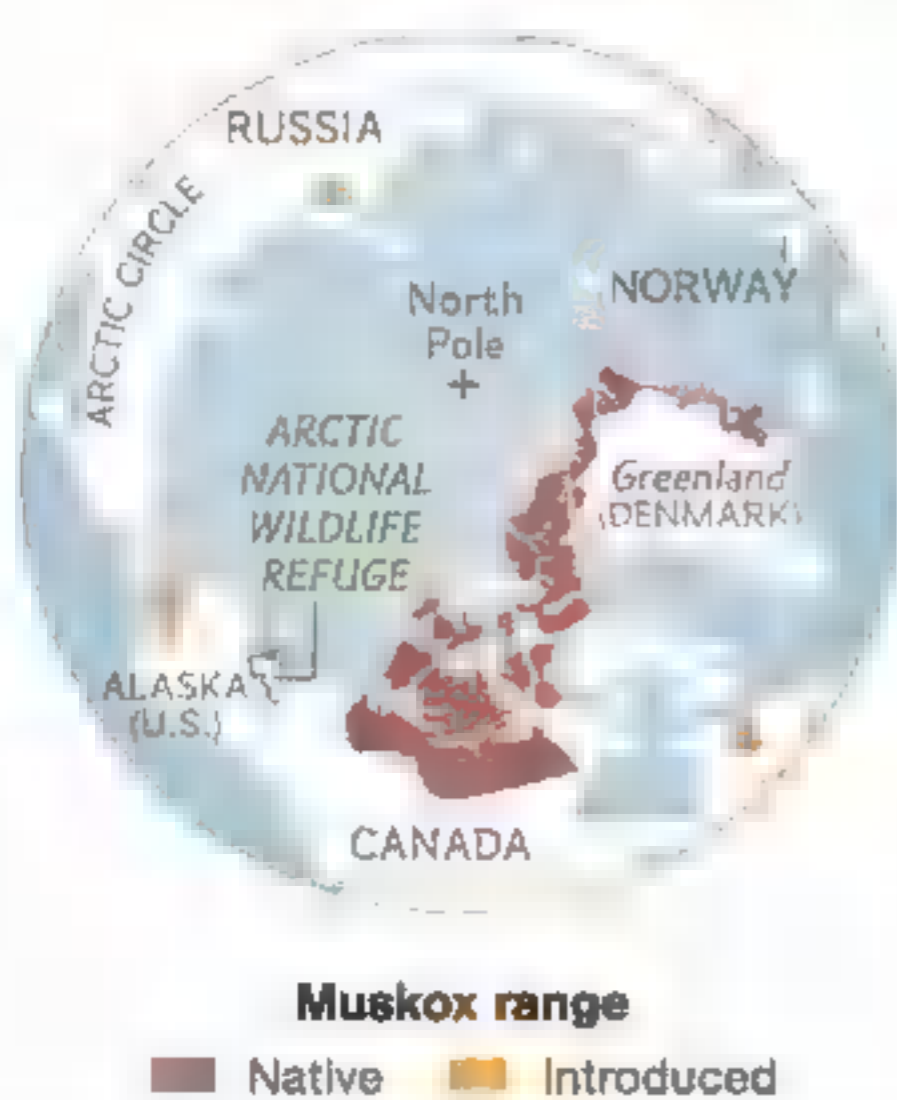 RUSSIA
ARCTIC CIRCLE
North
Pole
NORWAY
ARCTIC
NATIONAL
WILDLIFE
REFUGE
Greenland
(DENMARK)
ALASKA
(U.S.)
CANADA
Muskox range
Native
Introduced